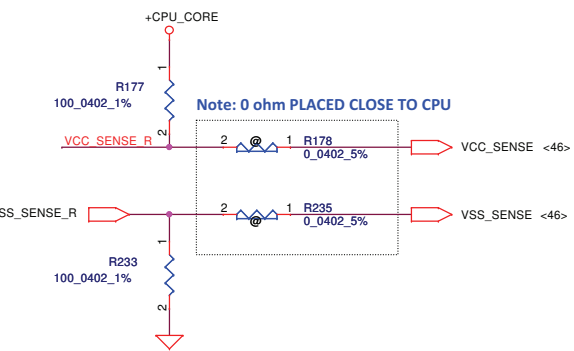 +CPU_CORE
1
R177
100_0402_1%
2
Note: 0 ohm PLACED CLOSE TO CPU
VCC_SENSE_R
2 @ 1 R178
0_0402_5%
VCC_SENSE <46>
SS_SENSE_R
2 @ 1 R235
0_0402_5%
VSS_SENSE <46>
1
R233
100_0402_1%
2